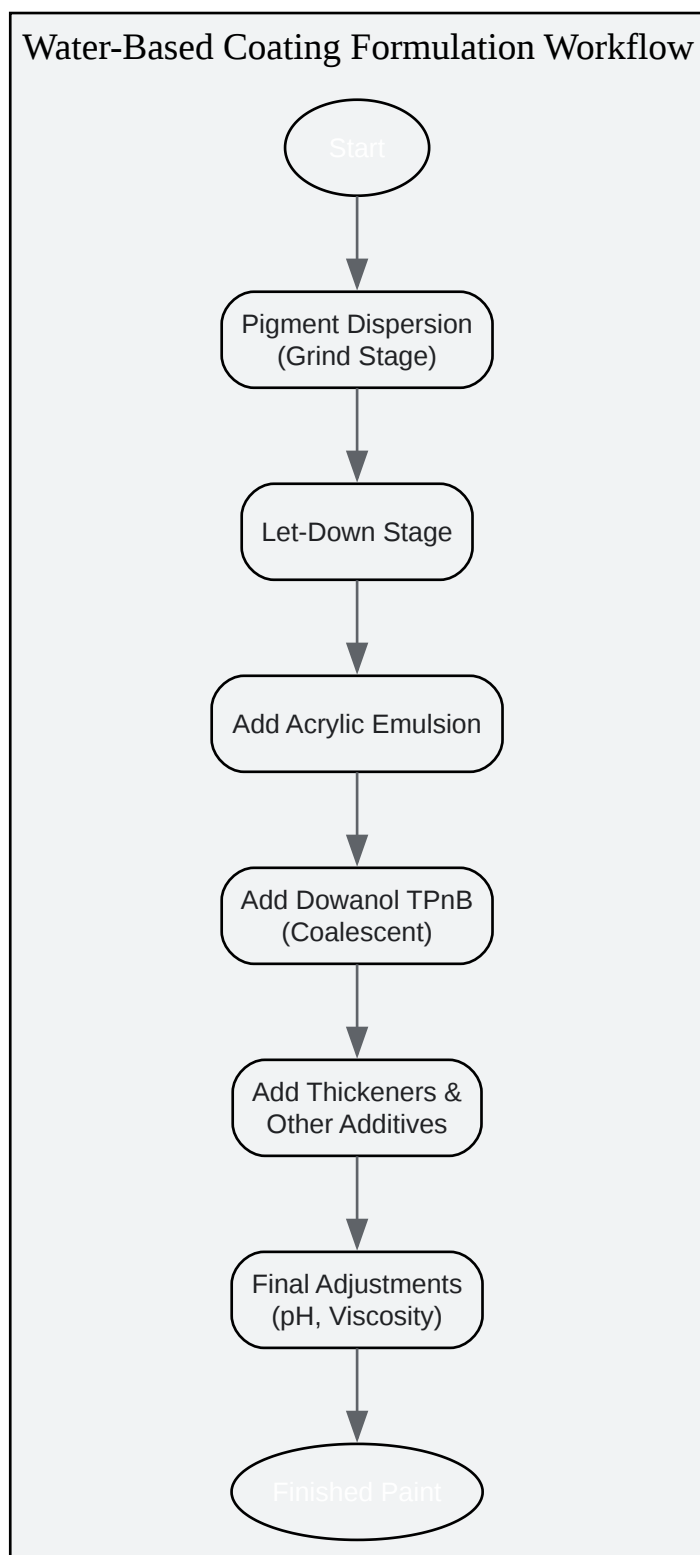 Water-Based Coating Formulation Workflow
Start
Pigment Dispersion
(Grind Stage)
Let-Down Stage
Add Acrylic Emulsion
Add Dowanol TPnB
(Coalescent)
Add Thickeners &
Other Additives
Final Adjustments
(pH, Viscosity)
Finished Paint